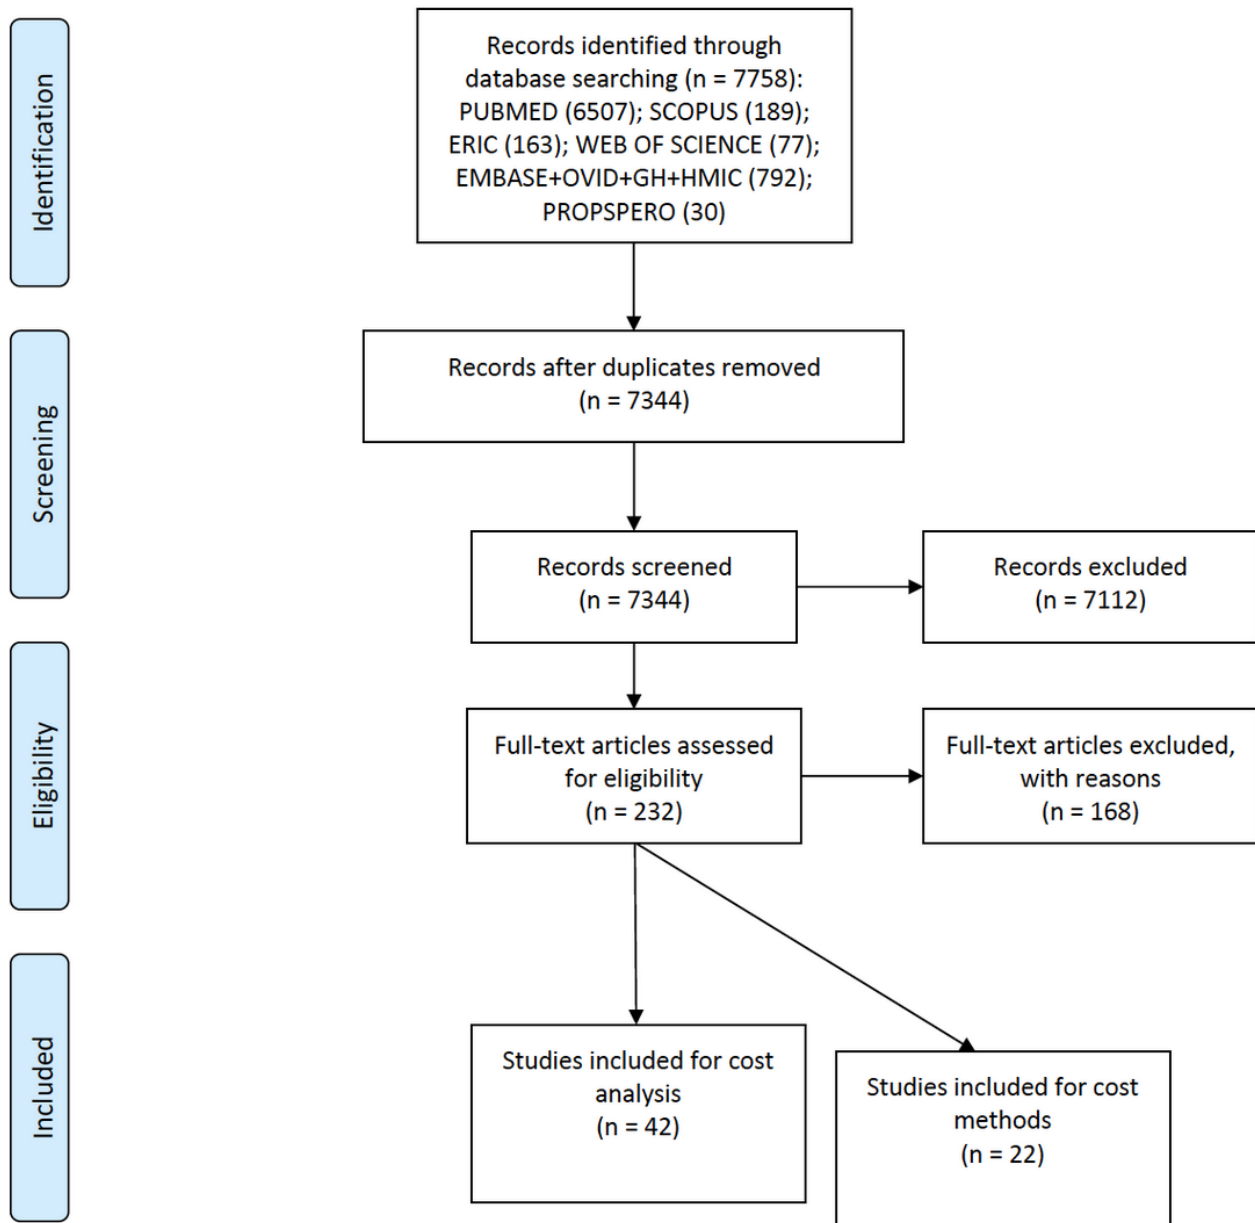 Identification
Records identified through
database searching (n = 7758):
PUBMED (6507); SCOPUS (189);
ERIC (163); WEB OF SCIENCE (77);
EMBASE+OVID+GH+HMIC (792);
PROPSPERO (30)
Screening
Records after duplicates removed
(n = 7344)
Records screened
(n = 7344)
Records excluded
(n = 7112)
Eligibility
Full-text articles assessed
for eligibility
(n = 232)
Full-text articles excluded,
with reasons
(n = 168)
Included
Studies included for cost
analysis
(n = 42)
Studies included for cost
methods
(n = 22)